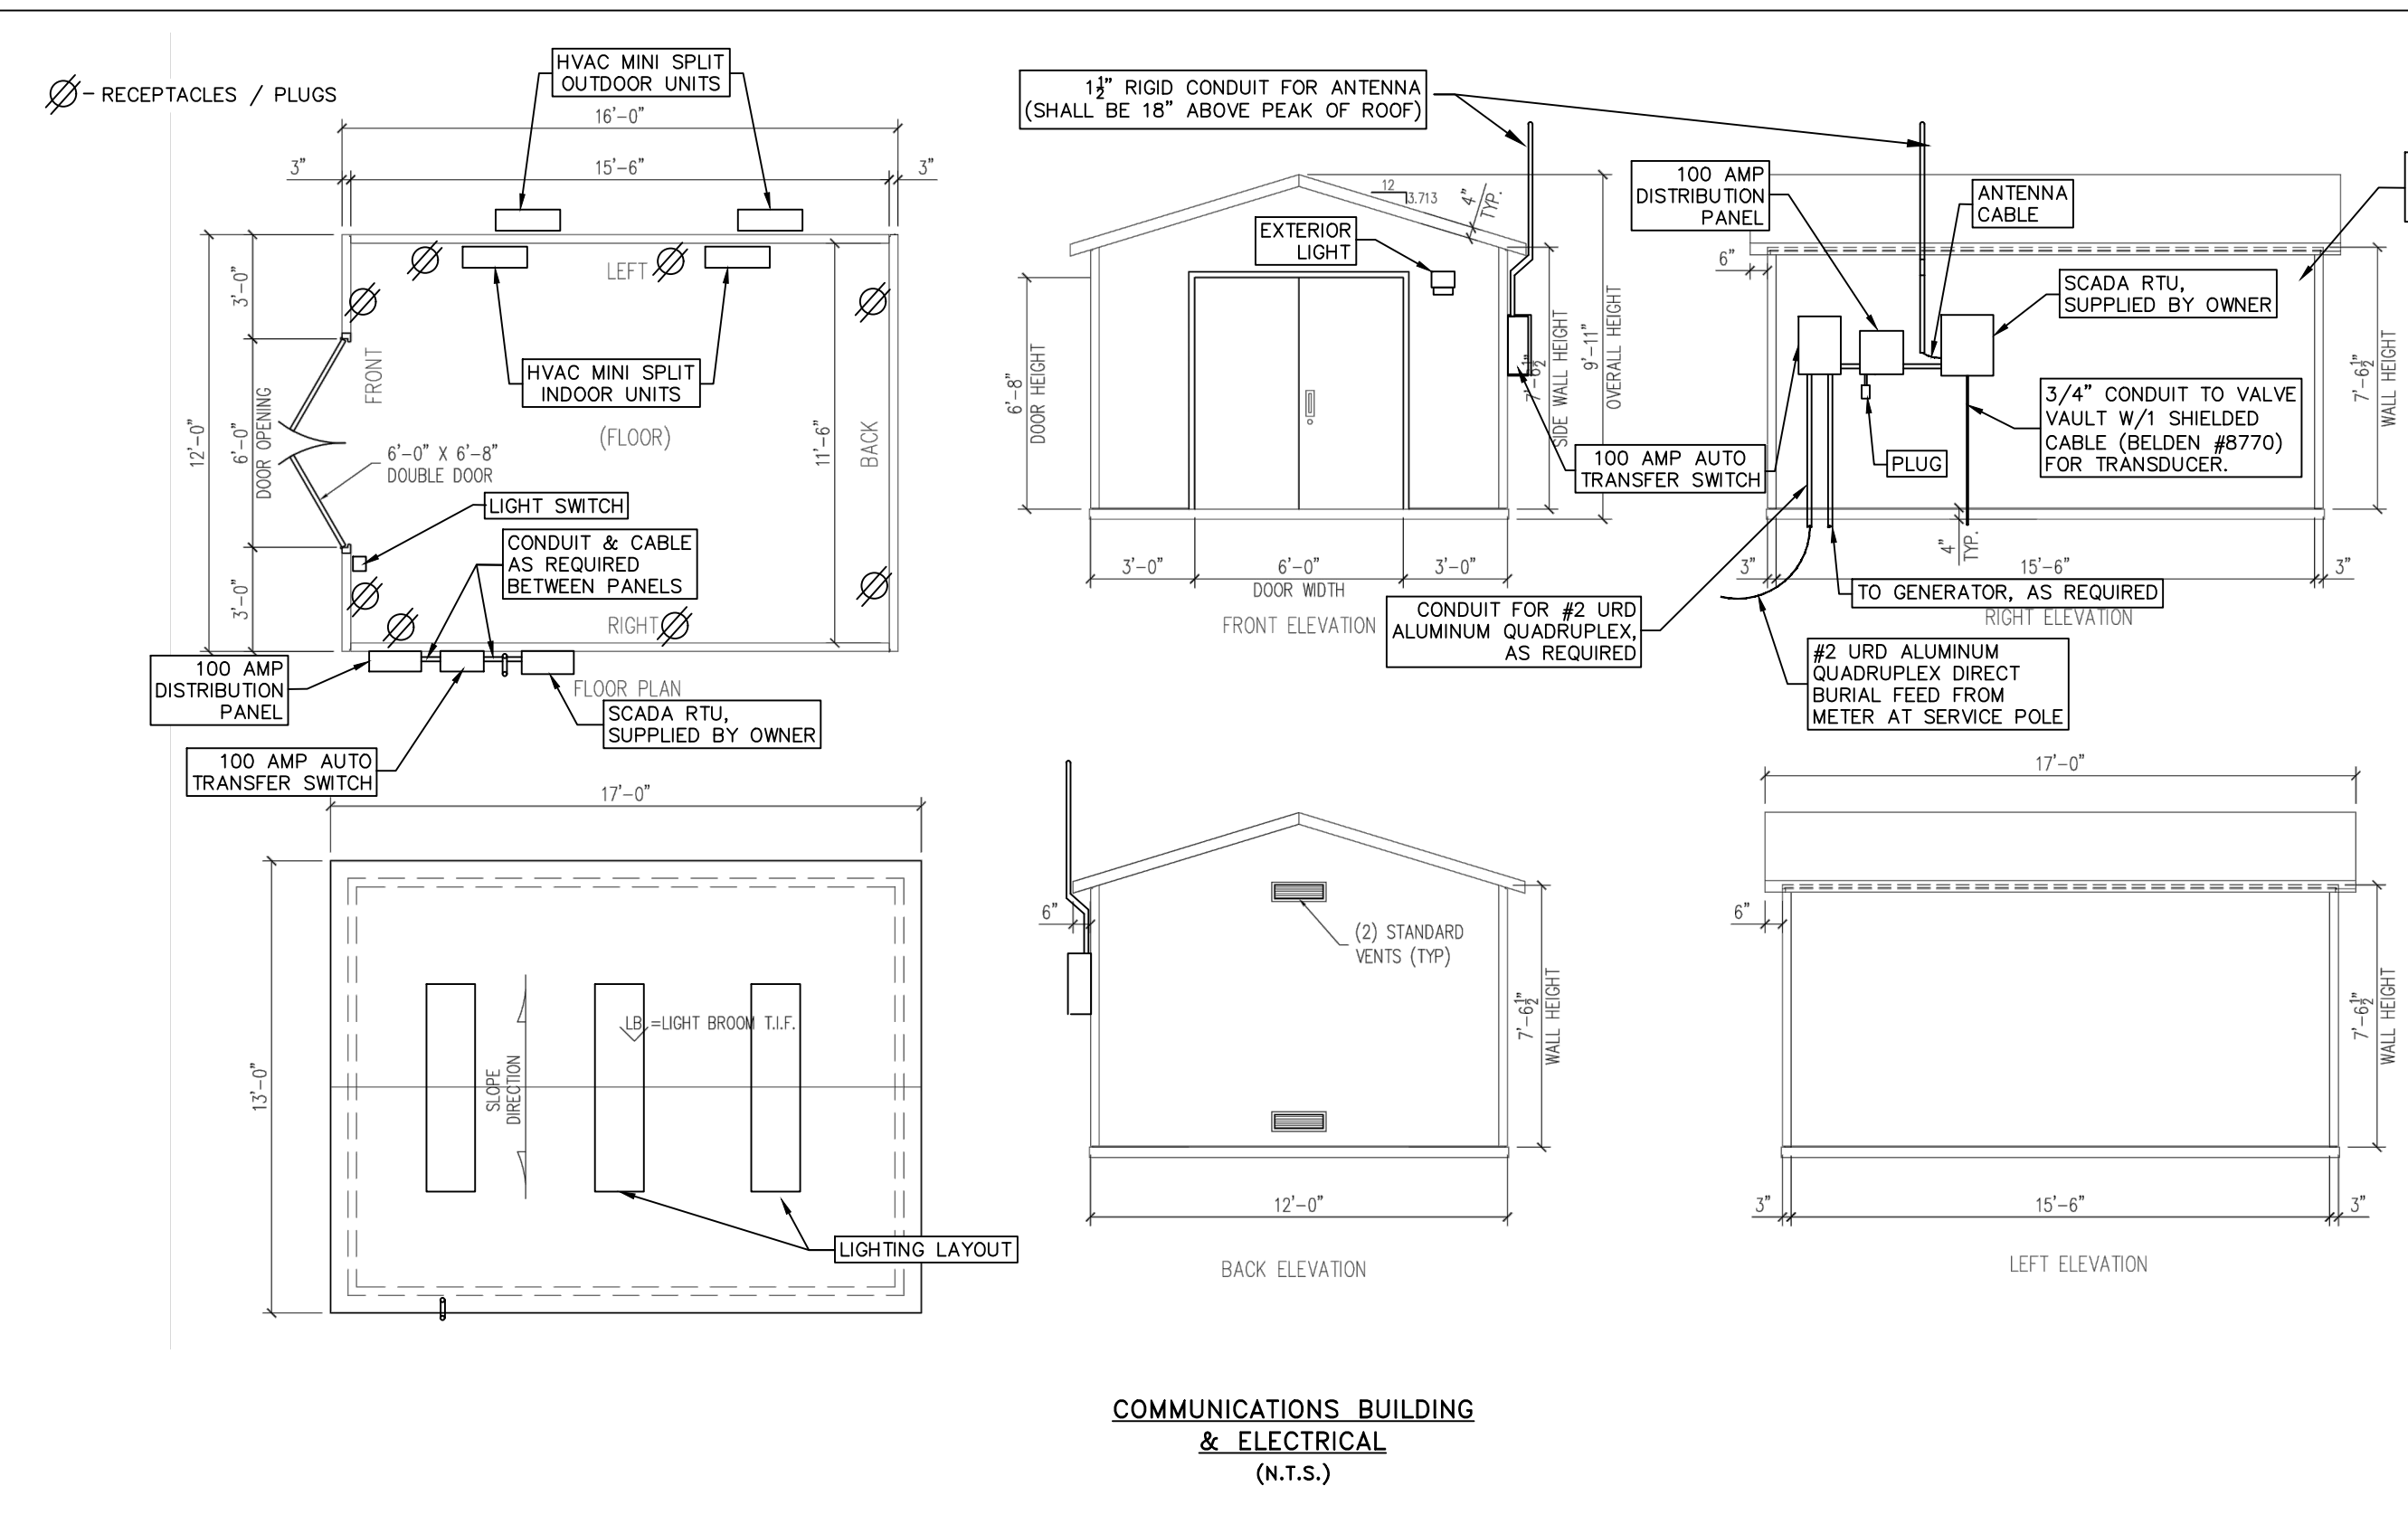 - RECEPTACLES / PLUGS
HVAC MINI SPLIT
OUTDOOR UNITS
16'-0"
3"
15'-6"
3"
LEFT
12'-0"
3'-0"
6'-0"
DOOR OPENING
3'-0"
FRONT
HVAC MINI SPLIT
INDOOR UNITS
(FLOOR)
11'-6"
BACK
6'-0" X 6'-8"
DOUBLE DOOR
LIGHT SWITCH
CONDUIT & CABLE
AS REQUIRED
BETWEEN PANELS
RIGHT
100 AMP
DISTRIBUTION
PANEL
FLOOR PLAN
SCADA RTU,
SUPPLIED BY OWNER
100 AMP AUTO
TRANSFER SWITCH
1½" RIGID CONDUIT FOR ANTENNA
(SHALL BE 18" ABOVE PEAK OF ROOF)
12
3.713
4"
TYP.
EXTERIOR
LIGHT
6'-8"
DOOR HEIGHT
7'-6½"
SIDE WALL HEIGHT
9'-11"
OVERALL HEIGHT
100 AMP AUTO
TRANSFER SWITCH
3'-0"
6'-0"
3'-0"
DOOR WIDTH
FRONT ELEVATION
100 AMP
DISTRIBUTION
PANEL
ANTENNA
CABLE
6"
SCADA RTU,
SUPPLIED BY OWNER
3/4" CONDUIT TO VALVE
VAULT W/1 SHIELDED
CABLE (BELDEN #8770)
FOR TRANSDUCER.
PLUG
7'-6½"
WALL HEIGHT
4"
TYP.
3"
15'-6"
3"
TO GENERATOR, AS REQUIRED
RIGHT ELEVATION
CONDUIT FOR #2 URD
ALUMINUM QUADRUPLEX,
AS REQUIRED
#2 URD ALUMINUM
QUADRUPLEX DIRECT
BURIAL FEED FROM
METER AT SERVICE POLE
17'-0"
13'-0"
SLOPE
DIRECTION
LB =LIGHT BROOM T.I.F.
LIGHTING LAYOUT
6"
(2) STANDARD
VENTS (TYP)
7'-6½"
WALL HEIGHT
12'-0"
BACK ELEVATION
17'-0"
6"
7'-6½"
WALL HEIGHT
3"
15'-6"
3"
LEFT ELEVATION
COMMUNICATIONS BUILDING
& ELECTRICAL
(N.T.S.)